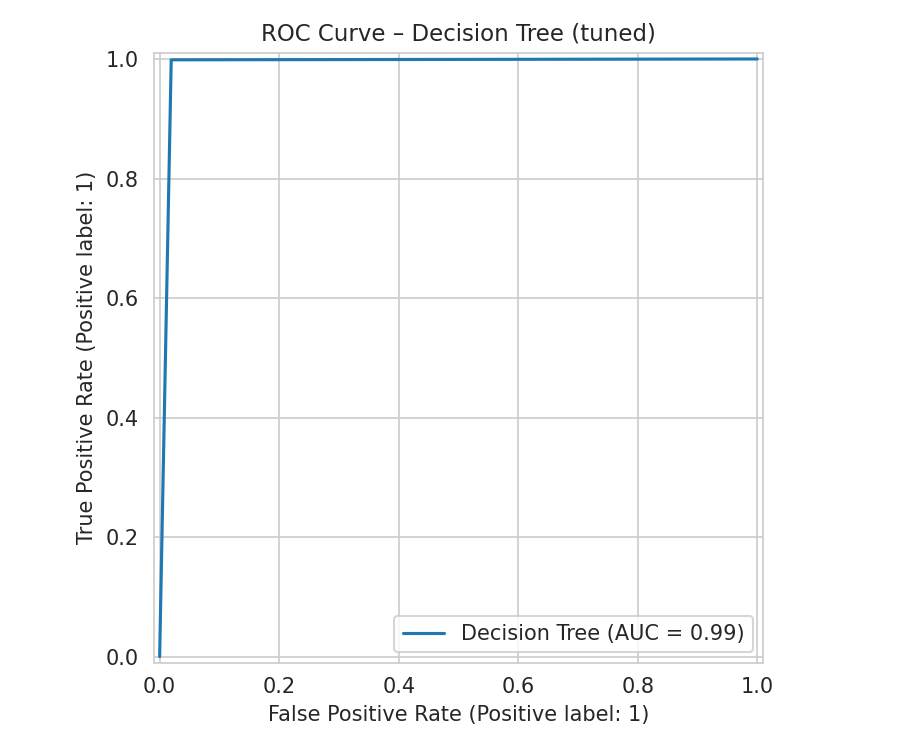 ROC Curve – Decision Tree (tuned)
True Positive Rate (Positive label: 1)
1.0
0.8
0.6
0.4
0.2
0.0
Decision Tree (AUC = 0.99)
0.0 0.2 0.4 0.6 0.8 1.0
False Positive Rate (Positive label: 1)